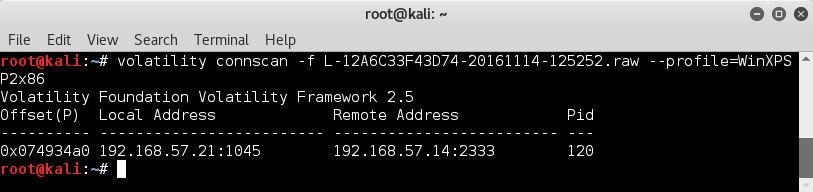 root@kali: ~
File Edit View Search Terminal Help
root@kali:~# volatility connscan -f L-12A6C33F43D74-20161114-125252.raw --profile=WinXPS
P2x86
Volatility Foundation Volatility Framework 2.5
Offset(P)  Local Address             Remote Address            Pid
---------- ------------------------- ------------------------- ---
0x074934a0 192.168.57.21:1045        192.168.57.14:2333        120
root@kali:~#